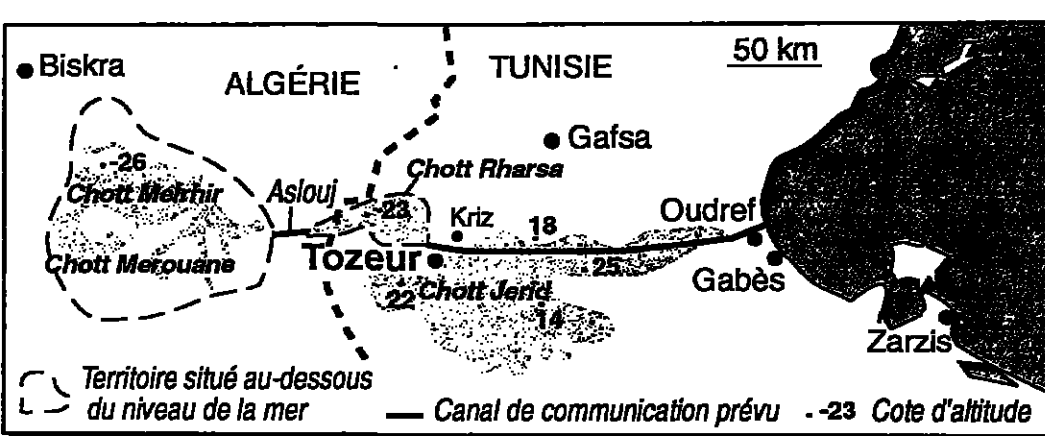 Biskra
ALGÉRIE
TUNISIE
50 km
Gafsa
-26
Chott Melrhir
Aslouj
Chott Rharsa
-23
Kriz
18
Oudref
Chott Merouane
Tozeur
25
Gabès
22
Chott Jerid
14
Zarzis
Territoire situé au-dessous
du niveau de la mer
Canal de communication prévu
-23 Cote d'altitude